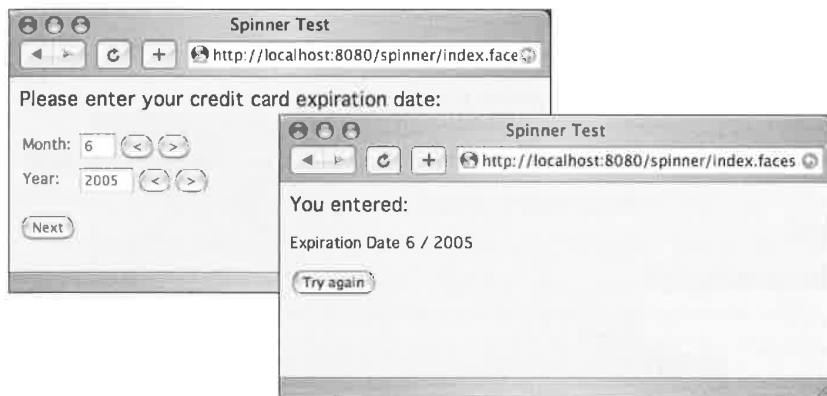 Spinner Test
http://localhost:8080/spinner/index.face
Please enter your credit card expiration date:
Month: 6 < >
Year: 2005 < >
Next
Spinner Test
http://localhost:8080/spinner/index.faces
You entered:
Expiration Date 6 / 2005
Try again